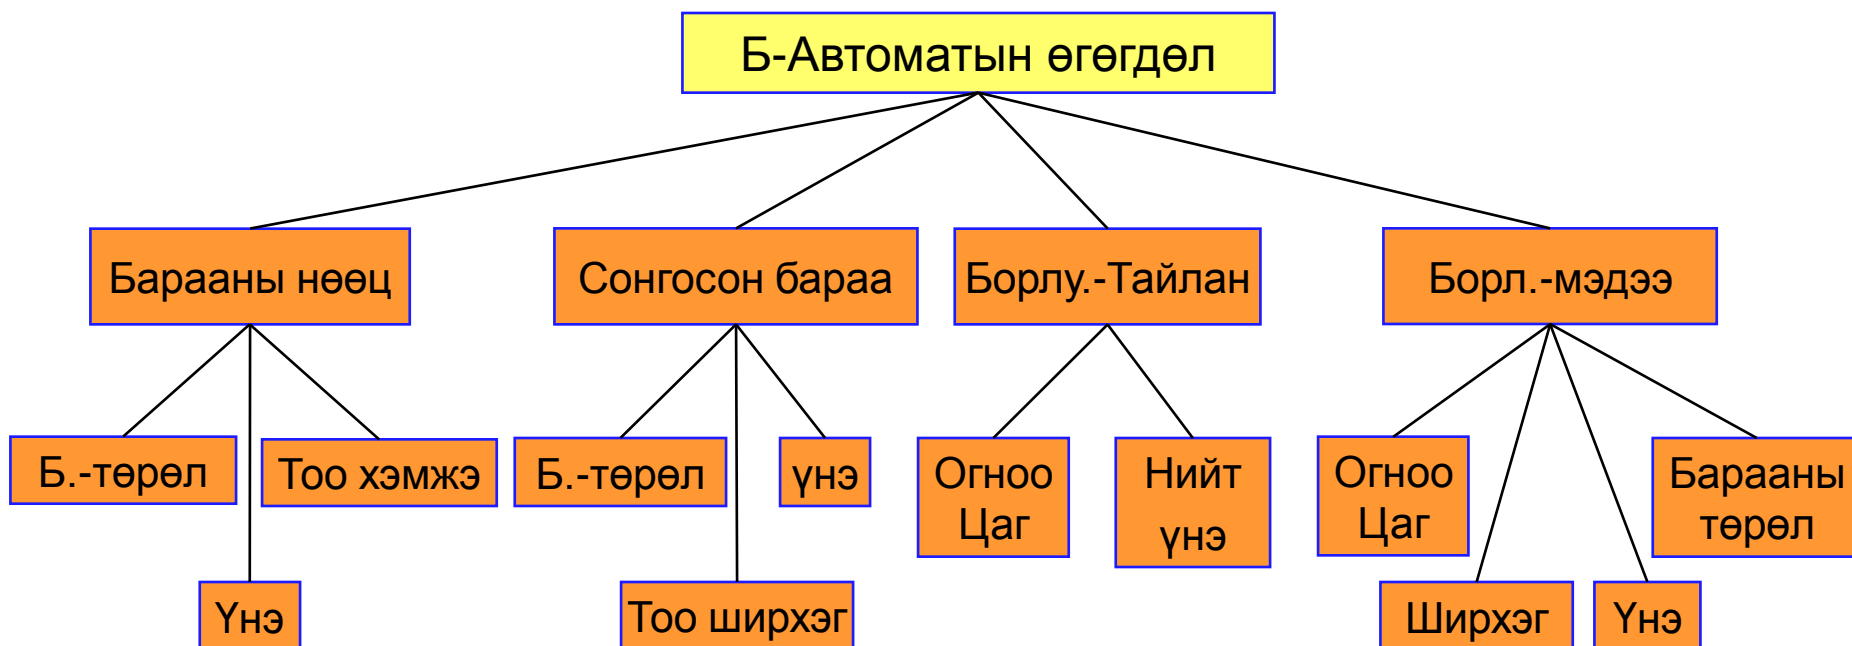 Б-Автоматын өгөгдөл
Барааны нөөц
Сонгосон бараа
Борлу.-Тайлан
Борл.-мэдээ
Б.-төрөл
Үнэ
Тоо хэмжэ
Б.-төрөл
Тоо ширхэг
үнэ
Огноо
Цаг
Нийт
үнэ
Огноо
Цаг
Ширхэг
Үнэ
Барааны
төрөл